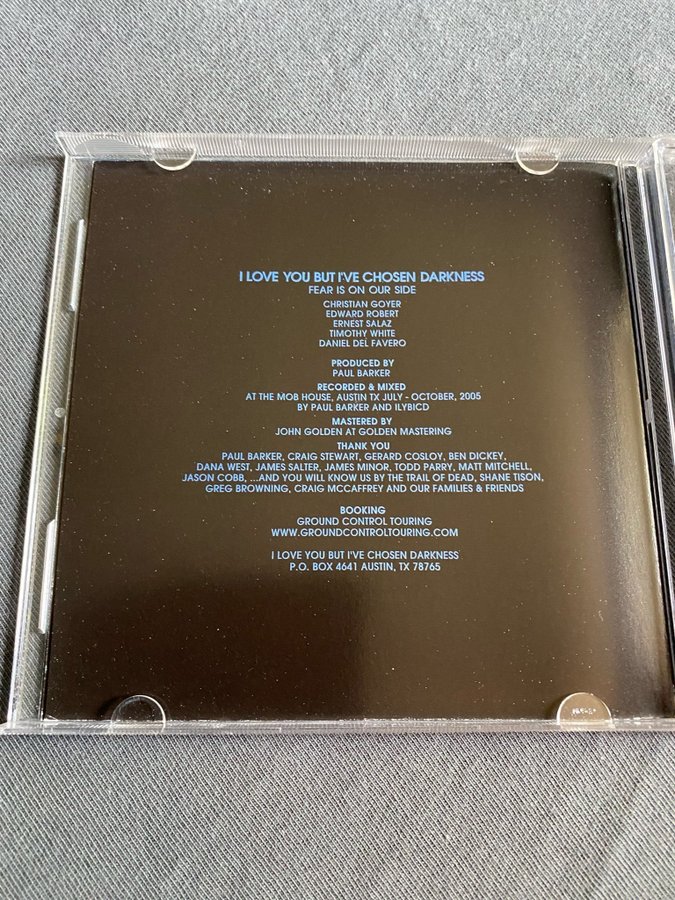 I LOVE YOU BUT I'VE CHOSEN DARKNESS
FEAR IS ON OUR SIDE
CHRISTIAN GOYER
EDWARD ROBERT
ERNEST SALAZ
TIMOTHY WHITE
DANIEL DEL FAVERO
PRODUCED BY
PAUL BARKER
RECORDED & MIXED
AT THE MOB HOUSE, AUSTIN TX JULY - OCTOBER, 2005
BY PAUL BARKER AND ILYBICD
MASTERED BY
JOHN GOLDEN AT GOLDEN MASTERING
THANK YOU
PAUL BARKER, CRAIG STEWART, GERARD COSLOY, BEN DICKEY,
DANA WEST, JAMES SALTER, JAMES MINOR, TODD PARRY, MATT MITCHELL,
JASON COBB, ...AND YOU WILL KNOW US BY THE TRAIL OF DEAD, SHANE TISON,
GREG BROWNING, CRAIG MCCAFFREY AND OUR FAMILIES & FRIENDS
BOOKING
GROUND CONTROL TOURING
WWW.GROUNDCONTROLTOURING.COM
I LOVE YOU BUT I'VE CHOSEN DARKNESS
P.O. BOX 4641 AUSTIN, TX 78765